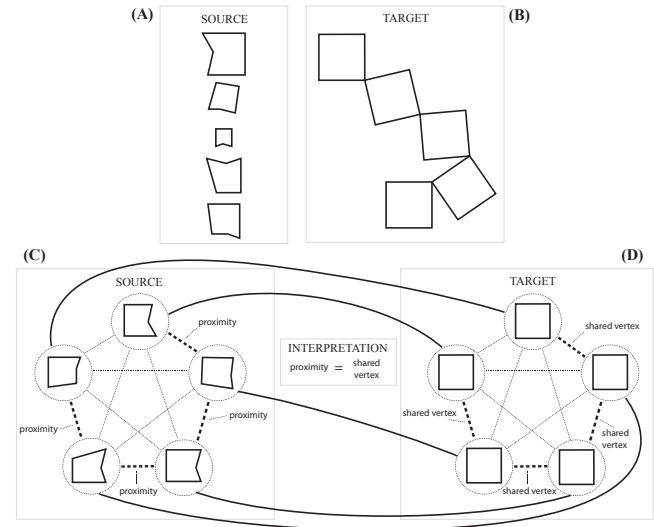 (A)
SOURCE
TARGET
(B)
(C)
SOURCE
proximity
proximity
proximity
proximity
INTERPRETATION
proximity = shared
vertex
(D)
TARGET
shared vertex
shared vertex
shared
vertex
shared vertex